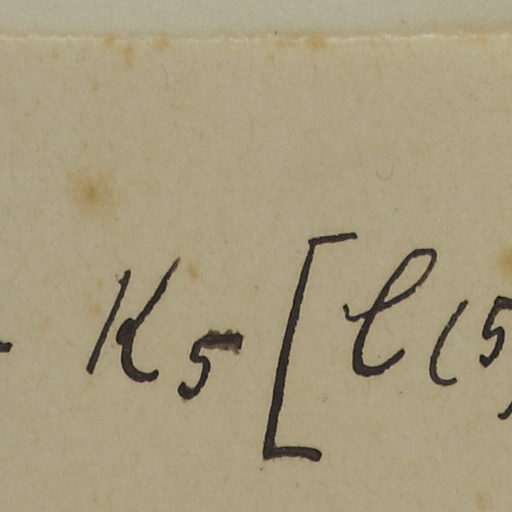 - K₅ [ℓ(5